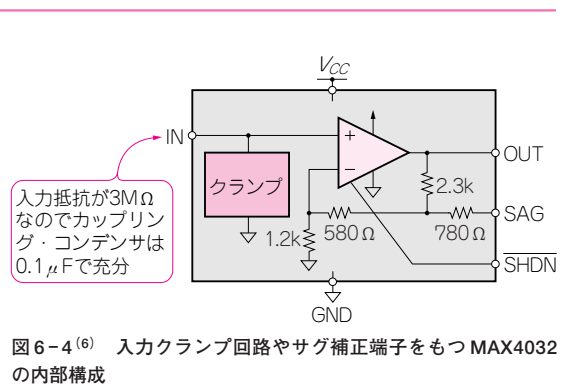 VCC
IN
OUT
クランプ
2.3k
入力抵抗が3MΩ
なのでカップリン
グ・コンデンサは
0.1μFで充分
SAG
1.2k
580Ω
780Ω
SHDN
GND
図6-4(6) 入力クランプ回路やサグ補正端子をもつMAX4032
の内部構成